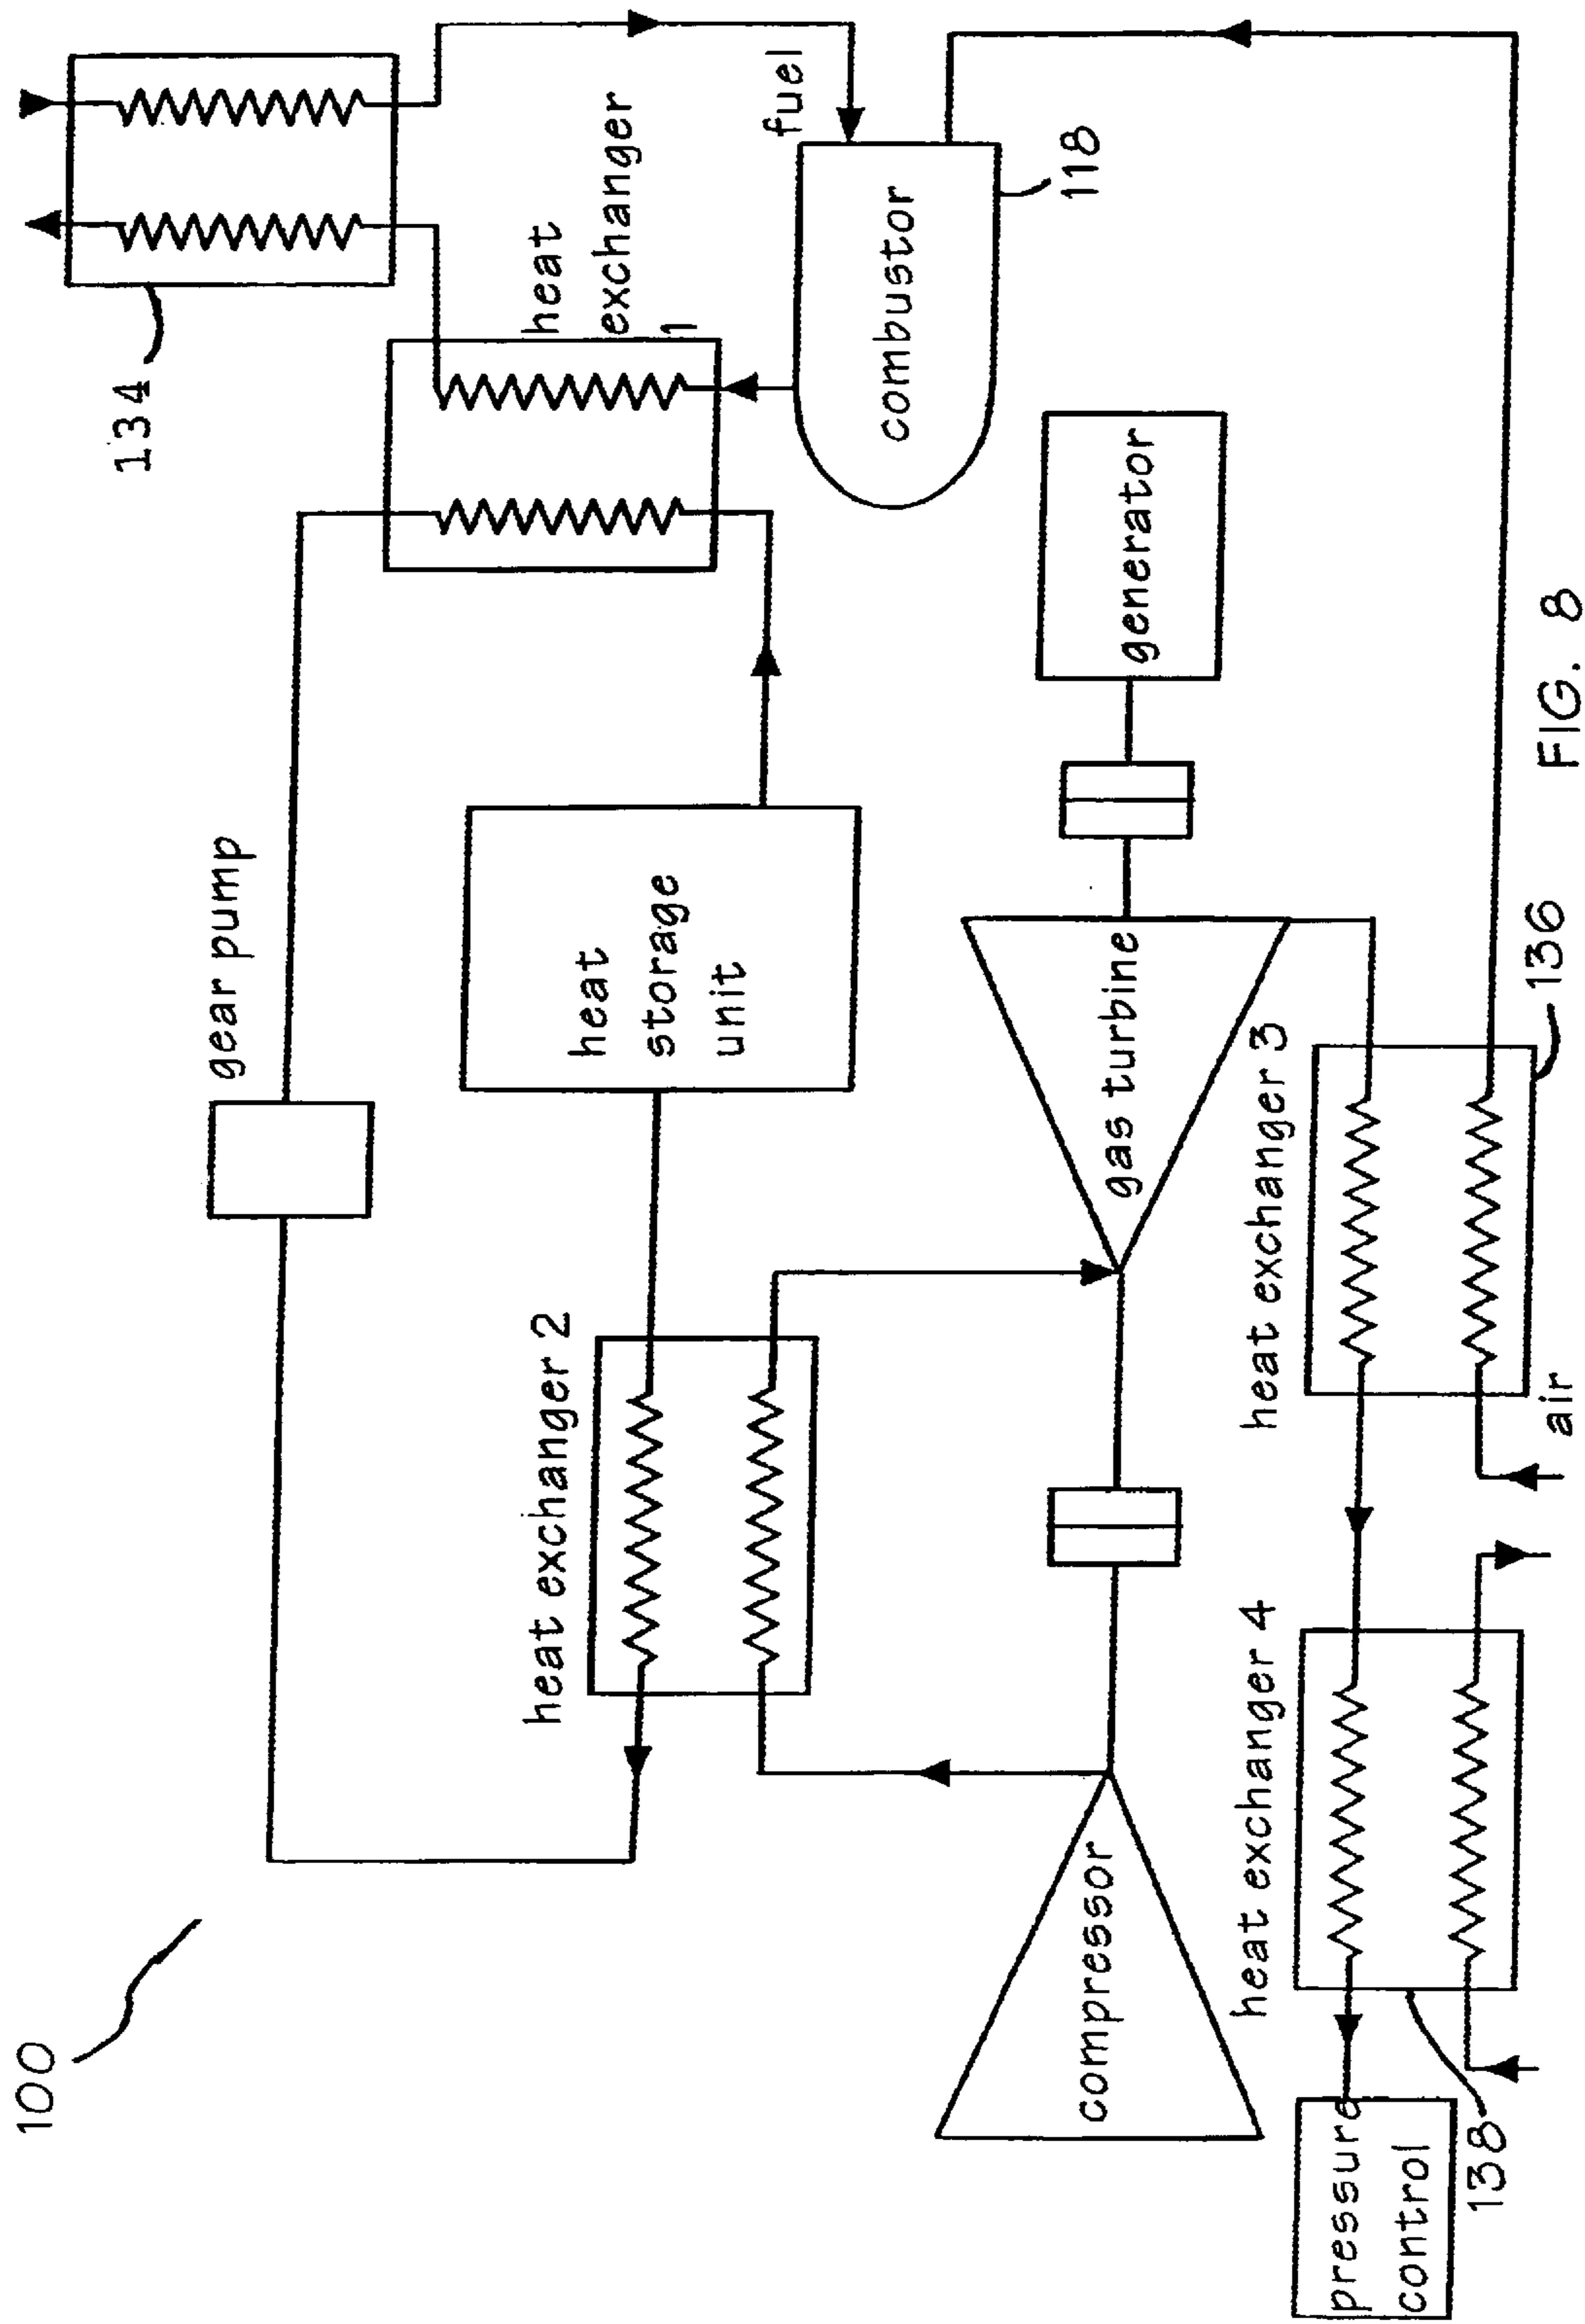 100
134
gear pump
heat
exchanger
1
fuel
combustor
118
heat
storage
unit
heat exchanger 2
generator
gas turbine
compressor
heat exchanger 3
136
air
heat exchanger 4
138
pressure
control
FIG. 8